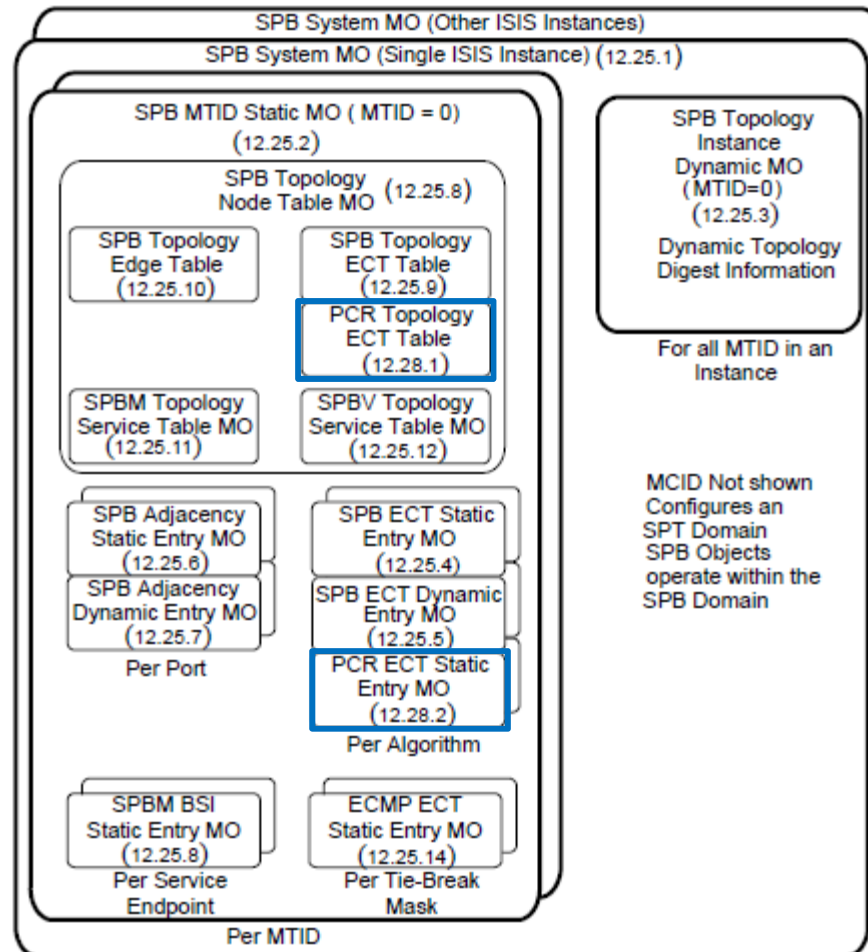 SPB System MO (Other ISIS Instances)
SPB System MO (Single ISIS Instance) (12.25.1)
SPB MTID Static MO ( MTID = 0)
(12.25.2)
SPB Topology
Node Table MO (12.25.8)
SPB Topology
Edge Table
(12.25.10)
SPB Topology
ECT Table
(12.25.9)
PCR Topology
ECT Table
(12.28.1)
SPBM Topology
Service Table MO
(12.25.11)
SPBV Topology
Service Table MO
(12.25.12)
SPB Adjacency
Static Entry MO
(12.25.6)
SPB Adjacency
Dynamic Entry MO
(12.25.7)
Per Port
SPB ECT Static
Entry MO
(12.25.4)
SPB ECT Dynamic
Entry MO
(12.25.5)
PCR ECT Static
Entry MO
(12.28.2)
Per Algorithm
SPBM BSI
Static Entry MO
(12.25.8)
Per Service
Endpoint
ECMP ECT
Static Entry MO
(12.25.14)
Per Tie-Break
Mask
Per MTID
SPB Topology
Instance
Dynamic MO
(MTID=0)
(12.25.3)
Dynamic Topology
Digest Information
For all MTID in an
Instance
MCID Not shown
Configures an
SPT Domain
SPB Objects
operate within the
SPB Domain